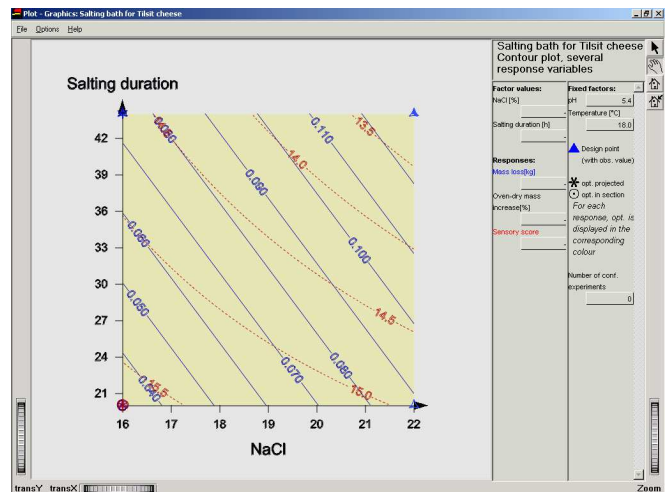 Plot - Graphics: Salting bath for Tilsit cheese
File Options Help
Salting bath for Tilsit cheese
Contour plot, several
response variables
Factor values:
NaCl [%]
-
Salting duration [h]
-
Responses:
Mass loss[kg]
-
Oven-dry mass
increase[%]
-
Sensory score
-
Fixed factors:
pH 5.4
Temperature [°C]
18.0
Design point
(with obs. value)
opt. projected
opt. in section
For each
response, opt. is
displayed in the
corresponding
colour
Number of conf.
experiments
0
Salting duration
42
39
36
33
30
27
24
21
16 17 18 19 20 21 22
NaCl
0.110
13.5
14.0
0.090
0.060
0.100
0.050
14.5
0.080
0.070
15.0
15.5
0.040
transY transX
Zoom